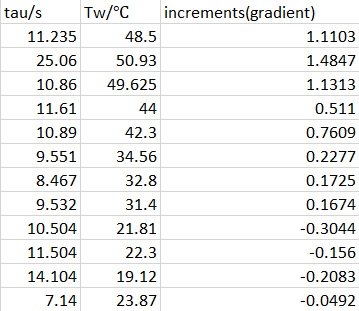 tau/s Tw/°C increments(gradient)
11.235 48.5 1.1103
25.06 50.93 1.4847
10.86 49.625 1.1313
11.61 44 0.511
10.89 42.3 0.7609
9.551 34.56 0.2277
8.467 32.8 0.1725
9.532 31.4 0.1674
10.504 21.81 -0.3044
11.504 22.3 -0.156
14.104 19.12 -0.2083
7.14 23.87 -0.0492